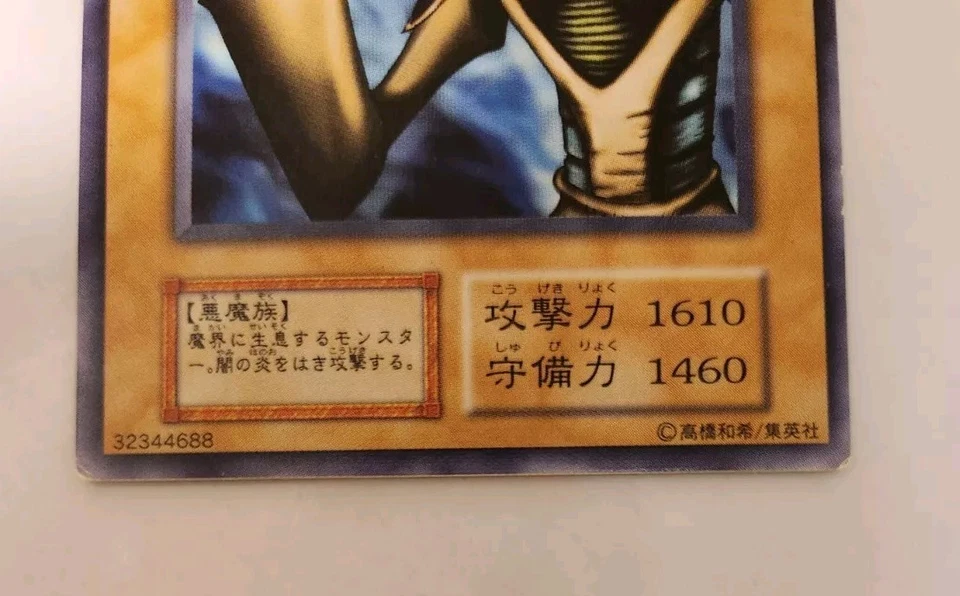 【悪魔族】
魔界に生息するモンスタ
ー。闇の炎をはき攻撃する。
攻撃力 1610
守備力 1460
32344688
©高橋和希/集英社